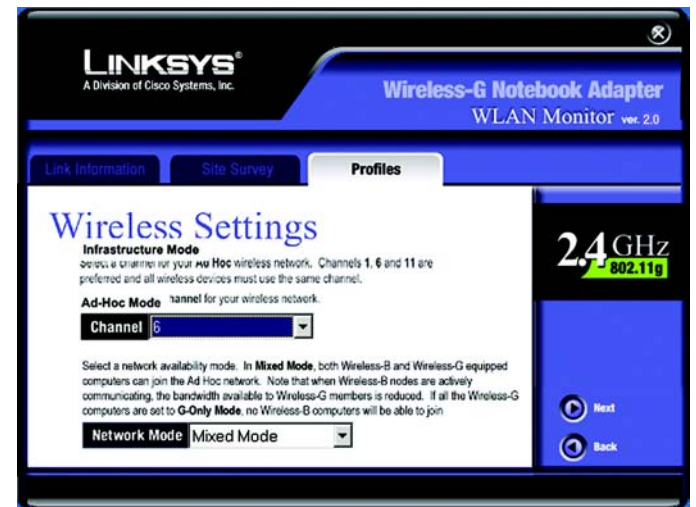 LINKSYS®
A Division of Cisco Systems, Inc.
Wireless-G Notebook Adapter
WLAN Monitor ver. 2.0
Link Information
Site Survey
Profiles
Wireless Settings
Infrastructure Mode
Select a channel for your Ad Hoc wireless network. Channels 1, 6 and 11 are
preferred and all wireless devices must use the same channel.
Ad-Hoc Mode
hannel for your wireless network.
Channel 6
Select a network availability mode. In Mixed Mode, both Wireless-B and Wireless-G equipped
computers can join the Ad Hoc network. Note that when Wireless-B nodes are actively
communicating, the bandwidth available to Wireless-G members is reduced. If all the Wireless-G
computers are set to G-Only Mode, no Wireless-B computers will be able to join
Network Mode Mixed Mode
2.4 GHz
802.11g
Next
Back